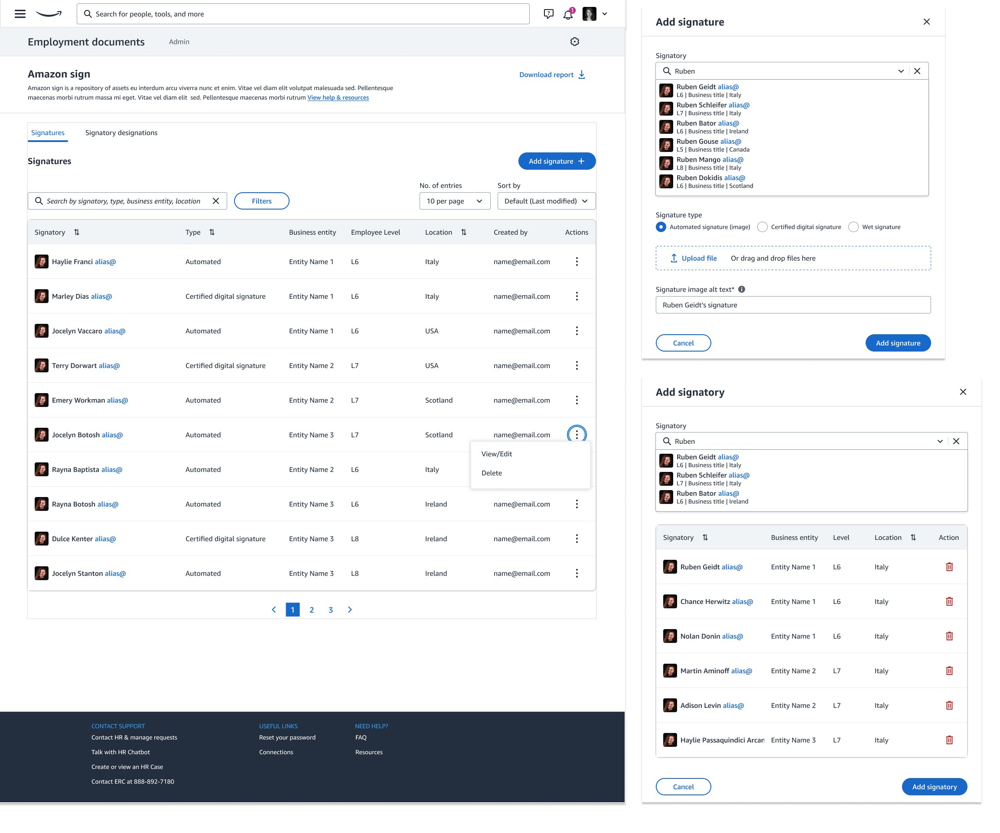 Search for people, tools, and more
1
Employment documents
Admin
Amazon sign
Download report
Amazon sign is a repository of assets eu interdum arcu viverra nunc et enim. Vitae vel diam elit volutpat malesuada sed. Pellentesque
maecenas morbi rutrum massa mi eget. Vitae vel diam elit  sed. Pellentesque maecenas morbi rutrum View help & resources
Signatures
Signatory designations
Signatures
Add signature
No. of entries
Sort by
Search by signatory, type, business entity, location
Filters
10 per page
Default (Last modified)
Signatory Type Business entity Employee Level Location Created by Actions
Haylie Franci alias@ Automated Entity Name 1 L6 Italy name@email.com
Marley Dias alias@ Certified digital signature Entity Name 1 L6 Italy name@email.com
Jocelyn Vaccaro alias@ Automated Entity Name 1 L6 USA name@email.com
Terry Dorwart alias@ Certified digital signature Entity Name 2 L7 USA name@email.com
Emery Workman alias@ Automated Entity Name 2 L7 Scotland name@email.com
Jocelyn Botosh alias@ Automated Entity Name 3 L7 Scotland name@email.com
View/Edit
Delete
Rayna Baptista alias@ Automated Entity Name 2 L6 Italy
Rayna Botosh alias@ Automated Entity Name 3 L6 Ireland name@email.com
Dulce Kenter alias@ Certified digital signature Entity Name 3 L8 Ireland name@email.com
Jocelyn Stanton alias@ Automated Entity Name 3 L8 Ireland name@email.com
1 2 3
CONTACT SUPPORT
Contact HR & manage requests
Talk with HR Chatbot
Create or view an HR Case
Contact ERC at 888-892-7180
USEFUL LINKS
Reset your password
Connections
NEED HELP?
FAQ
Resources
Add signature
Signatory
Ruben
Ruben Geidt alias@
L6 | Business title | Italy
Ruben Schleifer alias@
L7 | Business title | Italy
Ruben Bator alias@
L6 | Business title | Ireland
Ruben Gouse alias@
L5 | Business title | Canada
Ruben Mango alias@
L8 | Business title | Italy
Ruben Dokidis alias@
L6 | Business title | Scotland
Signature type
Automated signature (image) Certified digital signature Wet signature
Upload file Or drag and drop files here
Signature image alt text*
Ruben Geidt's signature
Cancel
Add signature
Add signatory
Signatory
Ruben
Ruben Geidt alias@
L6 | Business title | Italy
Ruben Schleifer alias@
L7 | Business title | Italy
Ruben Bator alias@
L6 | Business title | Ireland
Signatory Business entity Level Location Action
Ruben Geidt alias@ Entity Name 1 L6 Italy
Chance Herwitz alias@ Entity Name 1 L6 Italy
Nolan Donin alias@ Entity Name 1 L6 Italy
Martin Aminoff alias@ Entity Name 2 L7 Italy
Adison Levin alias@ Entity Name 2 L7 Italy
Haylie Passaquindici Arcan Entity Name 3 L7 Italy
Cancel
Add signatory